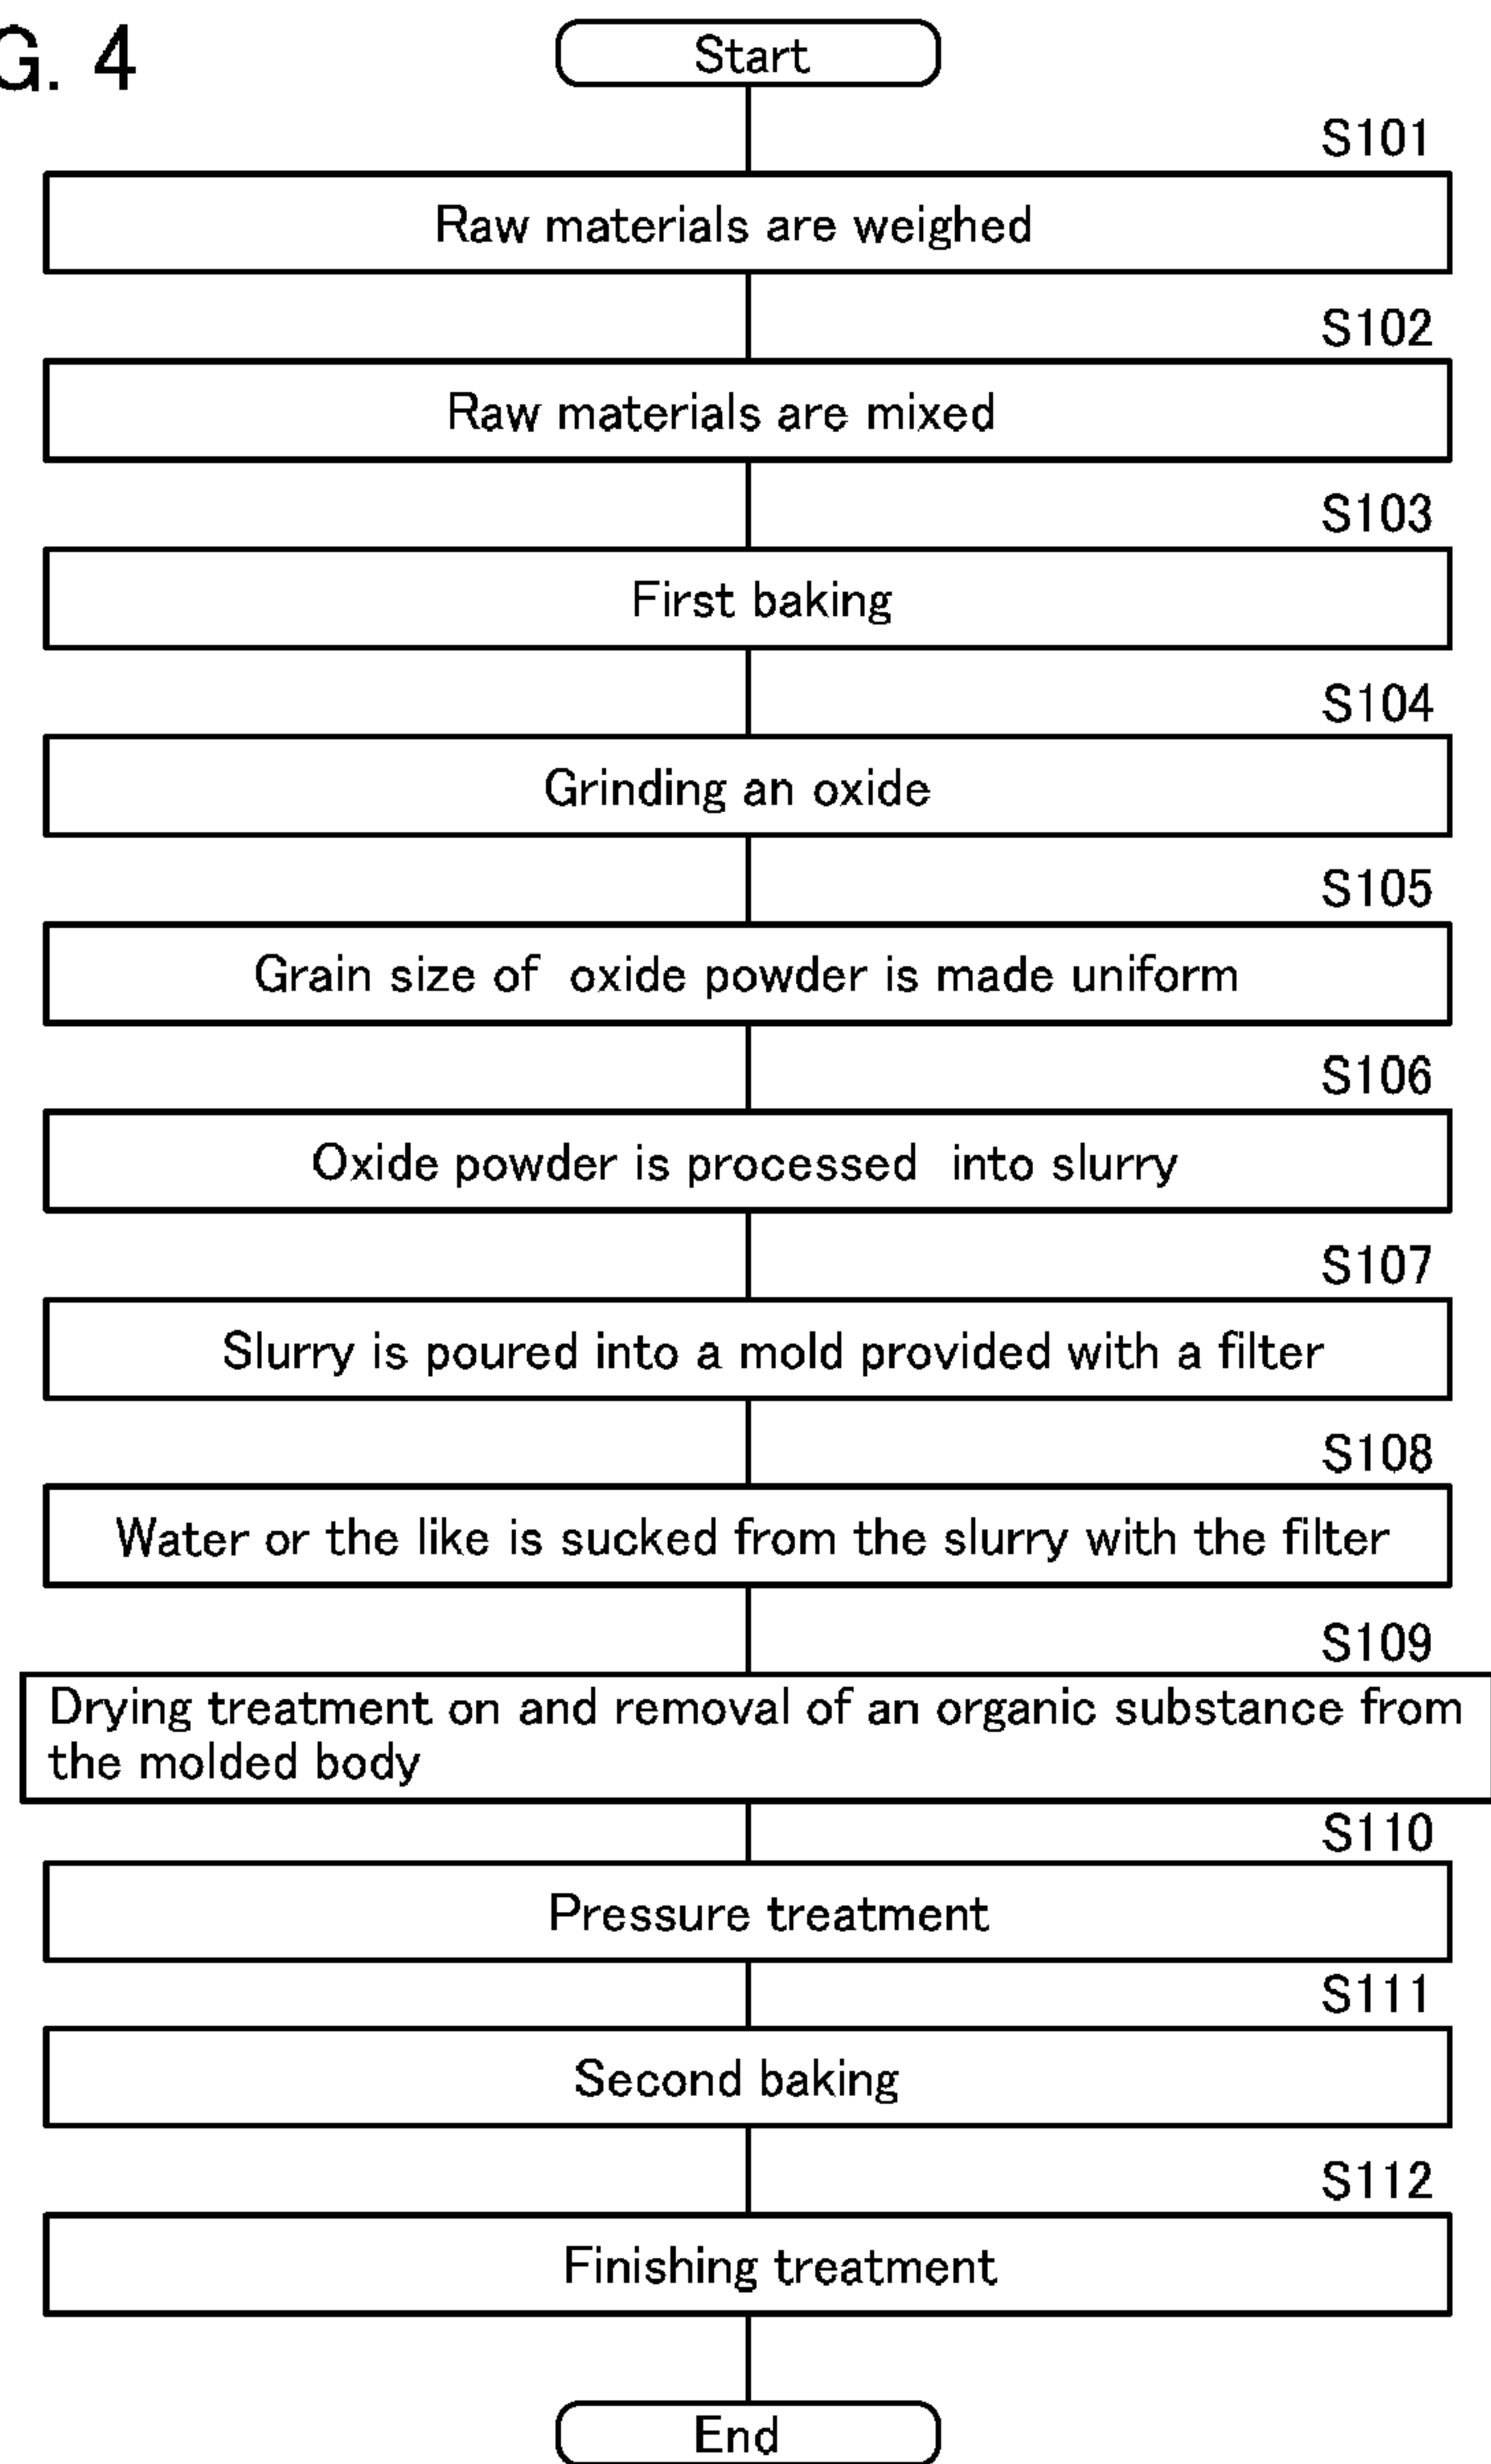 G. 4
Start
S101
Raw materials are weighed
S102
Raw materials are mixed
S103
First baking
S104
Grinding an oxide
S105
Grain size of oxide powder is made uniform
S106
Oxide powder is processed into slurry
S107
Slurry is poured into a mold provided with a filter
S108
Water or the like is sucked from the slurry with the filter
S109
Drying treatment on and removal of an organic substance from
the molded body
S110
Pressure treatment
S111
Second baking
S112
Finishing treatment
End